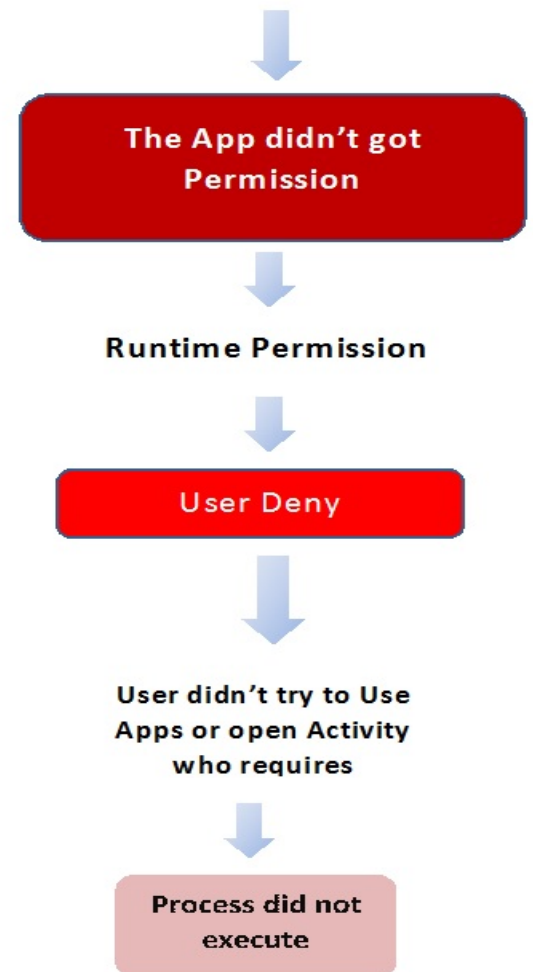 The App didn’t got
Permission
Runtime Permission
User Deny
User didn’t try to Use
Apps or open Activity
who requires
Process did not
execute